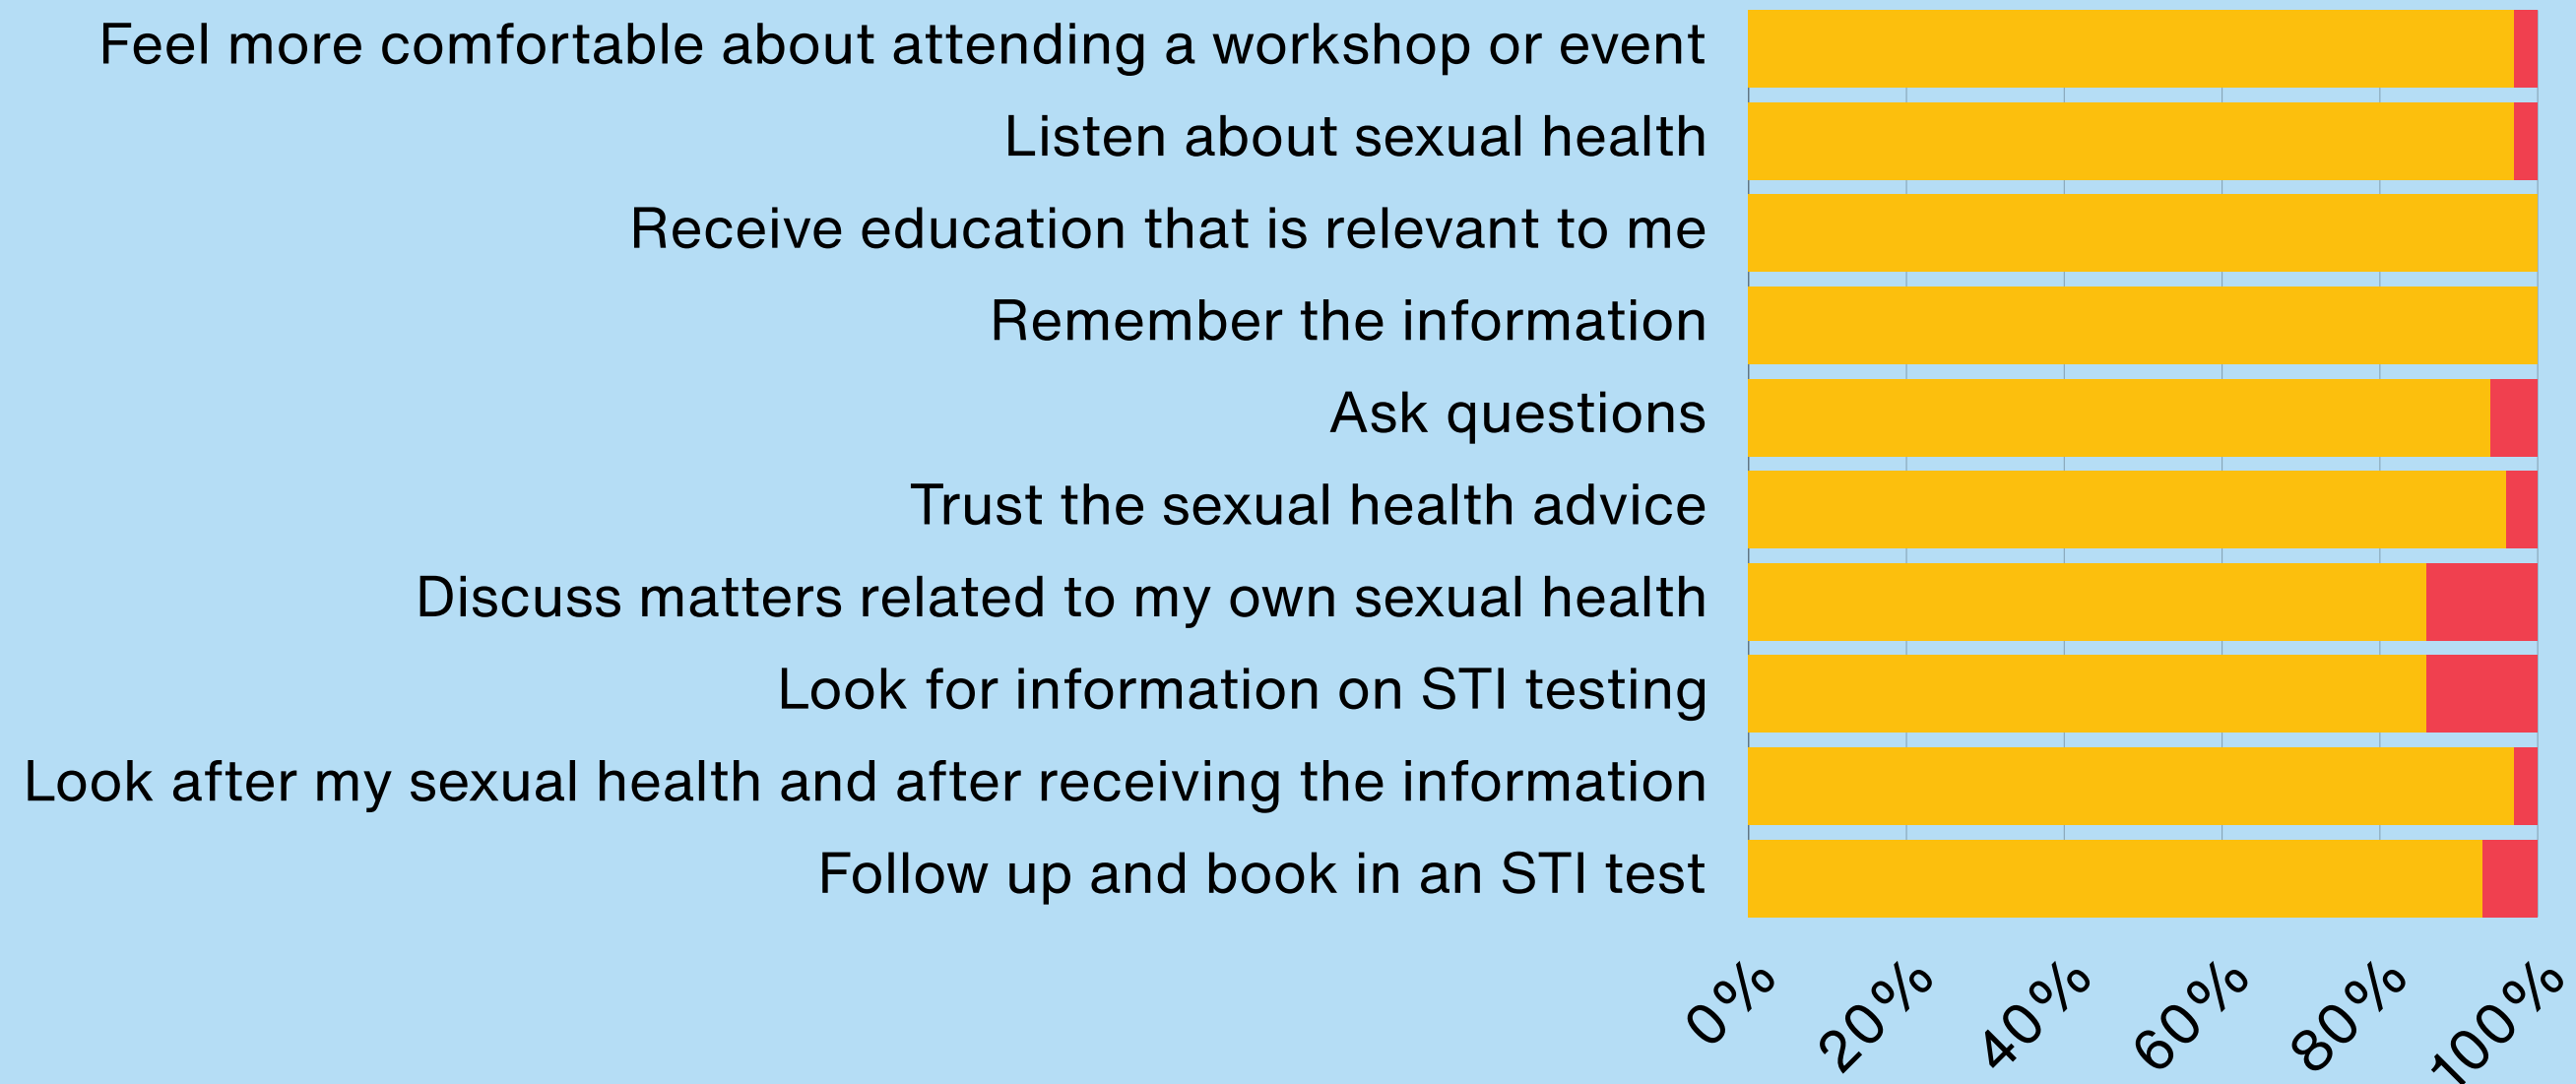 Feel more comfortable about attending a workshop or event
Listen about sexual health
Receive education that is relevant to me
Remember the information
Ask questions
Trust the sexual health advice
Discuss matters related to my own sexual health
Look for information on STI testing
Look after my sexual health and after receiving the information
Follow up and book in an STI test
0% 20% 40% 60% 80% 100%